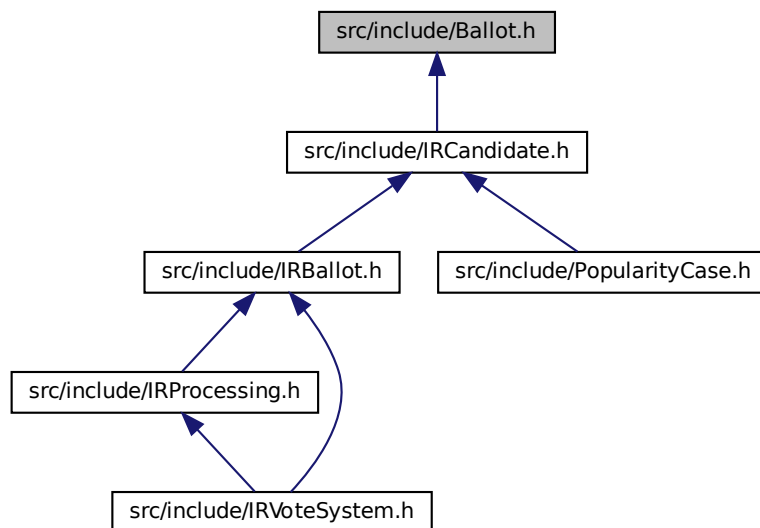 src/include/Ballot.h
src/include/IRCandidate.h
src/include/IRBallot.h
src/include/PopularityCase.h
src/include/IRProcessing.h
src/include/IRVoteSystem.h